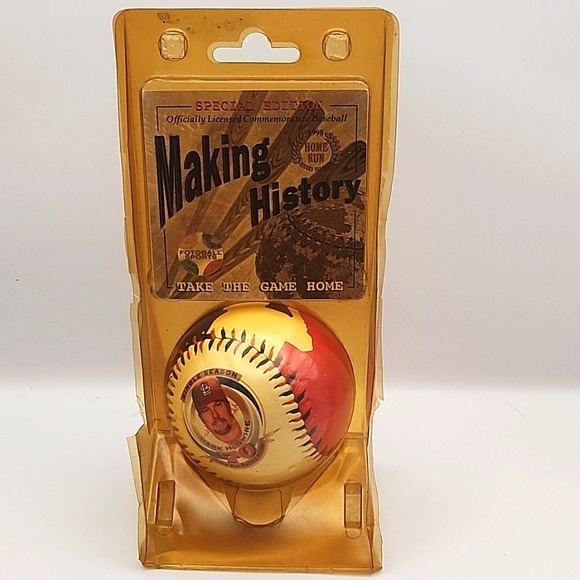 SPECIAL EDITION
Officially Licensed Commemorative Baseball
Making
History
1998
HOME
RUN
FOTOBALL
SPORTS
TAKE THE GAME HOME
SINGLE SEASON
MARK MCGWIRE
70